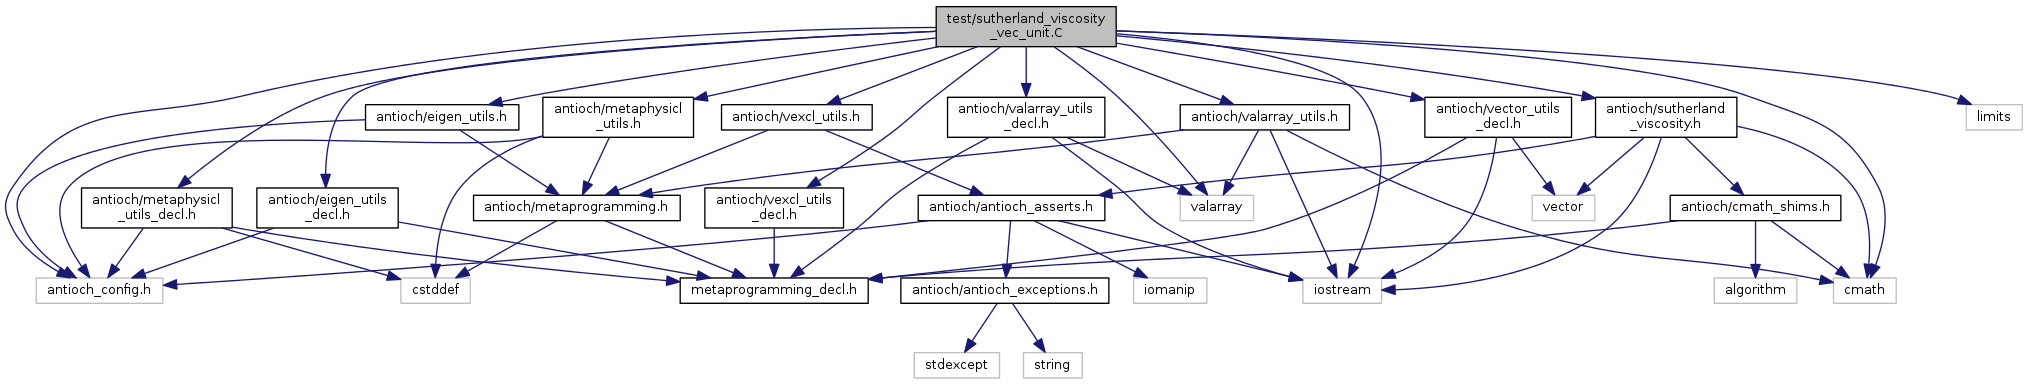 test/sutherland_viscosity
_vec_unit.C
antioch/eigen_utils.h
antioch/metaphysicl
_utils.h
antioch/vexcl_utils.h
antioch/valarray_utils
_decl.h
antioch/valarray_utils.h
antioch/vector_utils
_decl.h
antioch/sutherland
_viscosity.h
limits
antioch/metaphysicl
_utils_decl.h
antioch/eigen_utils
_decl.h
antioch/metaprogramming.h
antioch/vexcl_utils
_decl.h
antioch/antioch_asserts.h
valarray
vector
antioch/cmath_shims.h
antioch_config.h
cstddef
metaprogramming_decl.h
antioch/antioch_exceptions.h
iomanip
iostream
algorithm
cmath
stdexcept
string